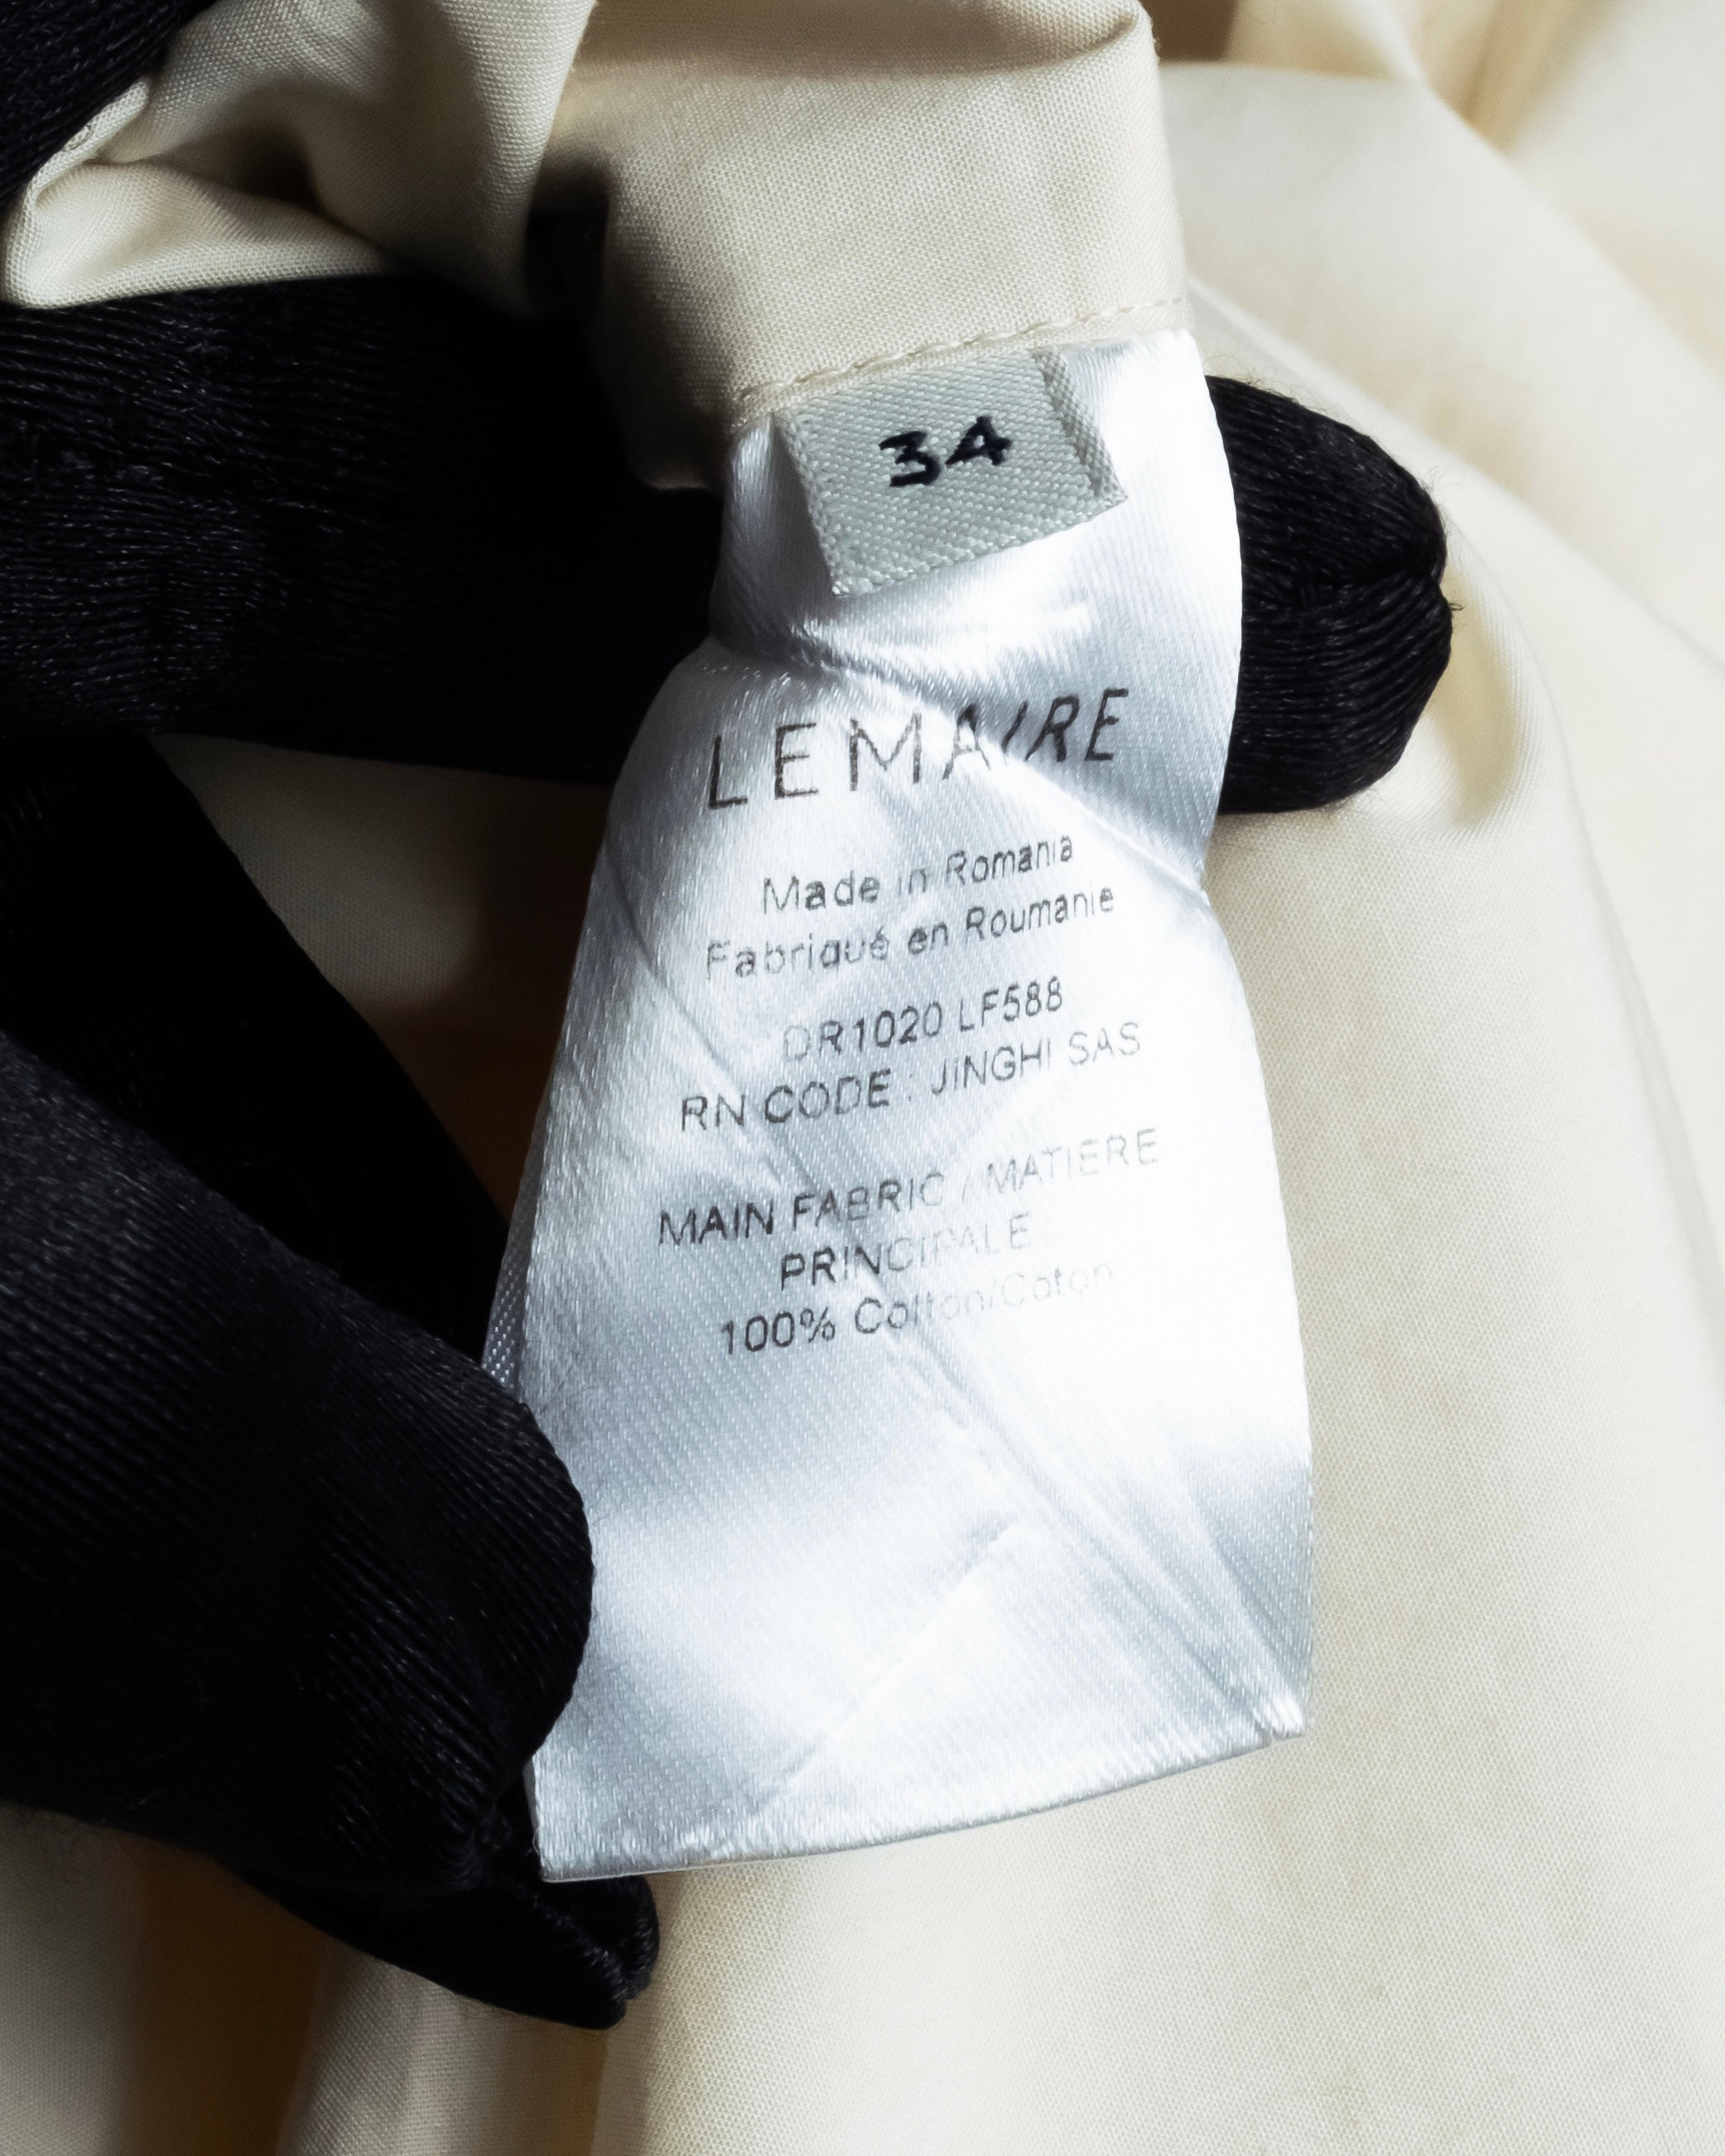 34
LEMAIRE
Made in Romania
Fabriqué en Roumanie
DR1020 LF588
RN CODE : JINGHI SAS
MAIN FABRIC / MATIÈRE
PRINCIPALE :
100% Cotton/Coton